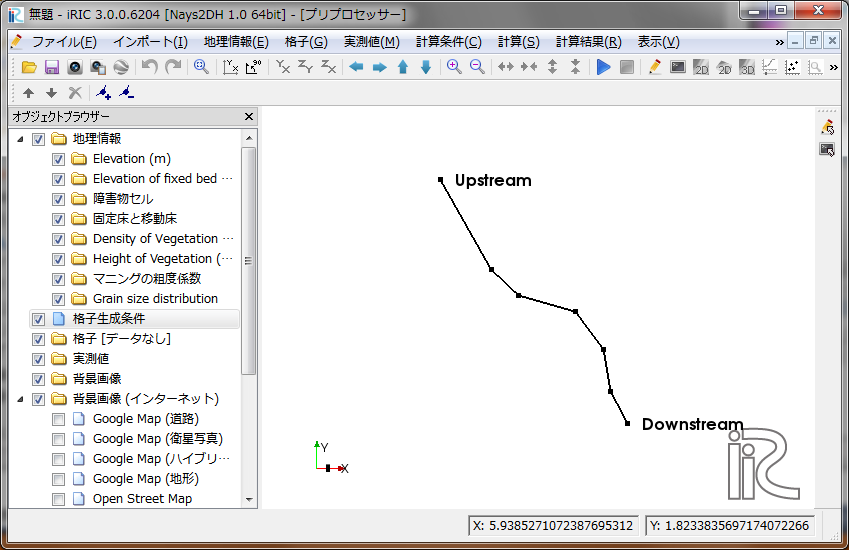 無題 - iRIC 3.0.0.6204 [Nays2DH 1.0 64bit] - [プリプロセッサー]
ファイル(F) インポート(I) 地理情報(E) 格子(G) 実測値(M) 計算条件(C) 計算(S) 計算結果(R) 表示(V)
オブジェクトブラウザー
地理情報
Elevation (m)
Elevation of fixed bed ⋯
障害物セル
固定床と移動床
Density of Vegetation ⋯
Height of Vegetation (⋯
マニングの粗度係数
Grain size distribution
格子生成条件
格子 [データなし]
実測値
背景画像
背景画像 (インターネット)
Google Map (道路)
Google Map (衛星写真)
Google Map (ハイブリ⋯
Google Map (地形)
Open Street Map
Upstream
Downstream
Y
X
iRIC
X: 5.9385271072387695312
Y: 1.8233835697174072266